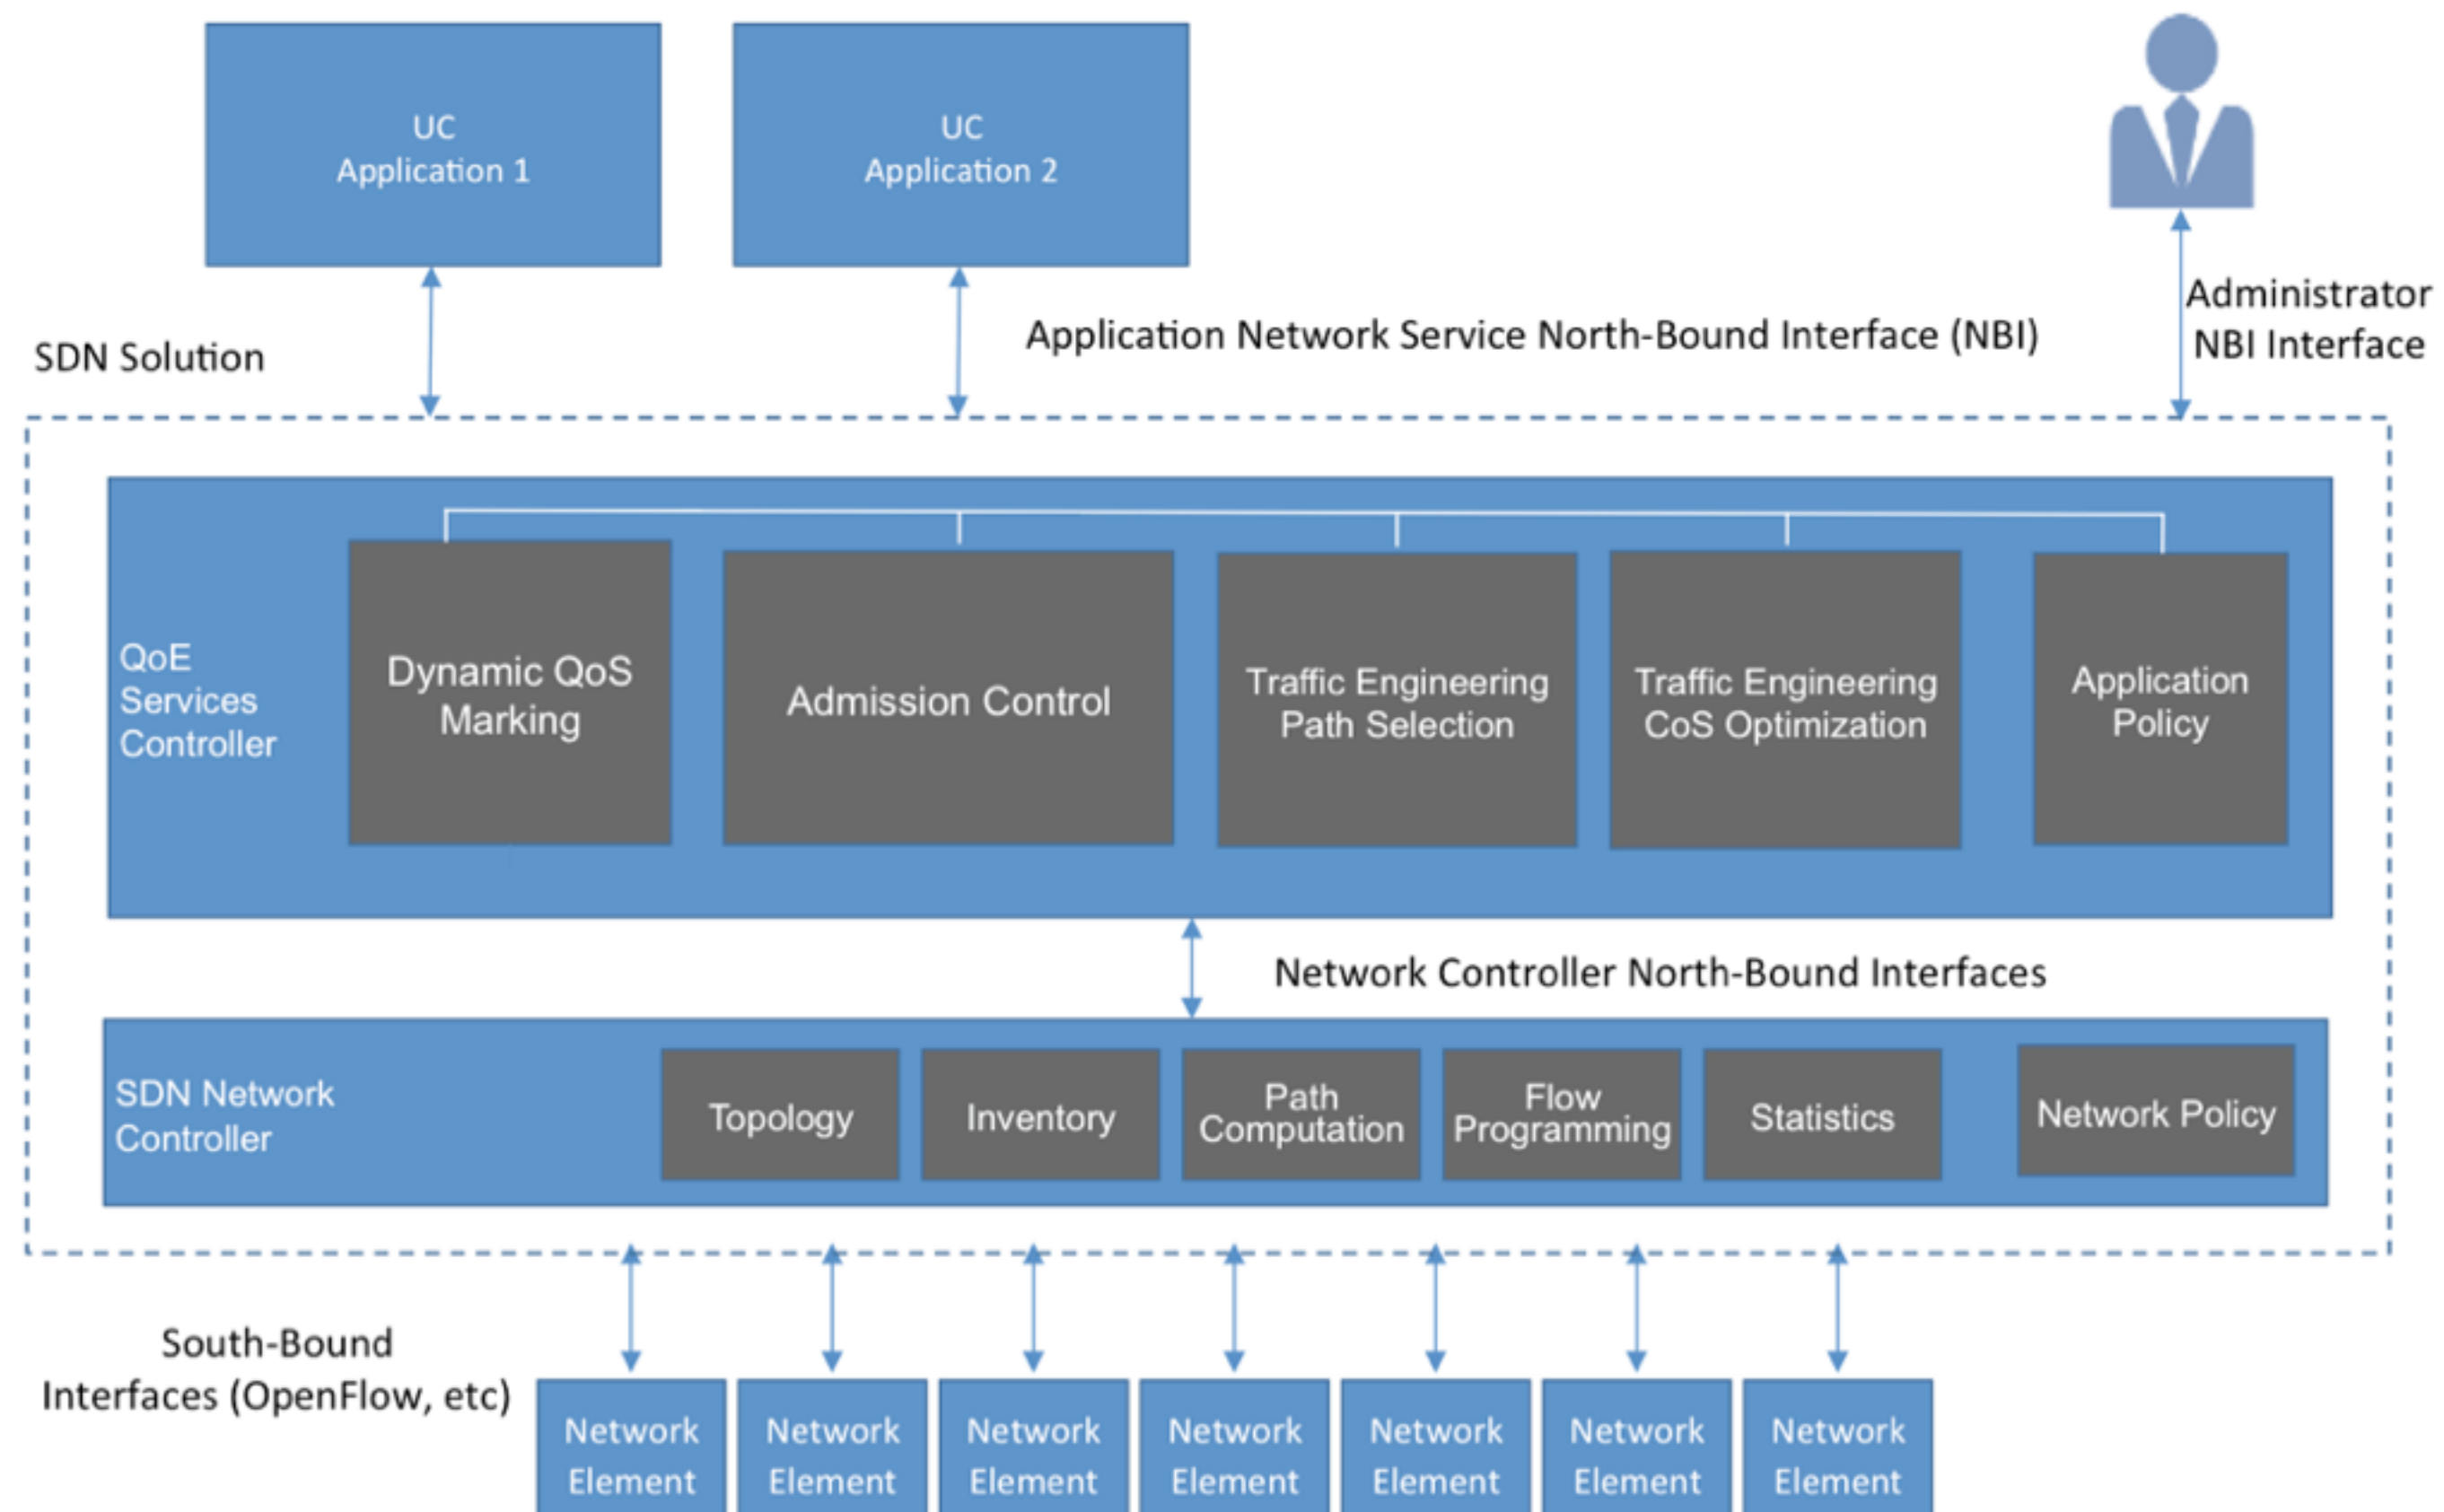 UC
Application 1
UC
Application 2
Administrator
NBI Interface
Application Network Service North-Bound Interface (NBI)
SDN Solution
QoE
Services
Controller
Dynamic QoS
Marking
Admission Control
Traffic Engineering
Path Selection
Traffic Engineering
CoS Optimization
Application
Policy
Network Controller North-Bound Interfaces
SDN Network
Controller
Topology
Inventory
Path
Computation
Flow
Programming
Statistics
Network Policy
South-Bound
Interfaces (OpenFlow, etc)
Network
Element
Network
Element
Network
Element
Network
Element
Network
Element
Network
Element
Network
Element